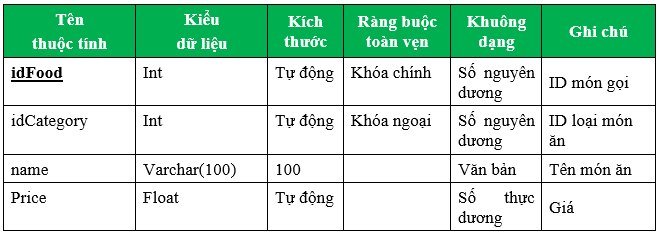 Tên thuộc tính Kiểu dữ liệu Kích thước Ràng buộc toàn vẹn Khuông dạng Ghi chú
idFood Int Tự động Khóa chính Số nguyên dương ID món gọi
idCategory Int Tự động Khóa ngoại Số nguyên dương ID loại món ăn
name Varchar(100) 100 Văn bản Tên món ăn
Price Float Tự động Số thực dương Giá